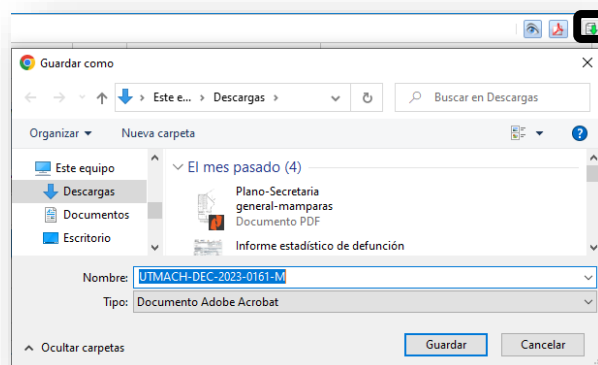 Guardar como
Este e... > Descargas >
Buscar en Descargas
Organizar
Nueva carpeta
Este equipo
Descargas
Documentos
Escritorio
El mes pasado (4)
Plano-Secretaria
general-mamparas
Documento PDF
Informe estadístico de defunción
Nombre: UTMACH-DEC-2023-0161-M
Tipo: Documento Adobe Acrobat
Ocultar carpetas
Guardar
Cancelar